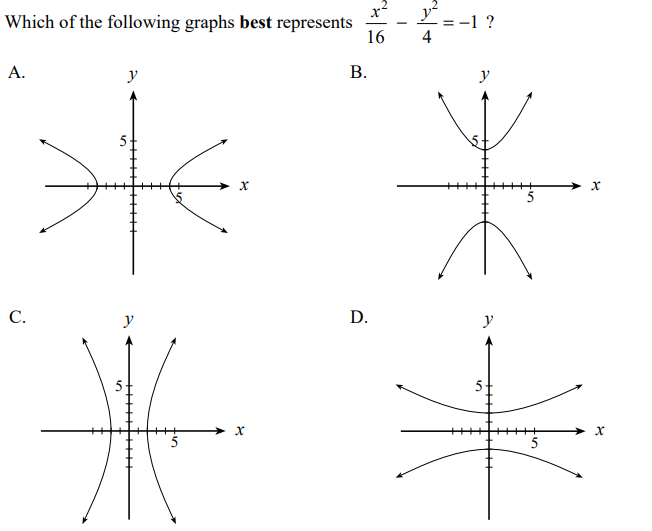 Which of the following graphs best represents x²/16 − y²/4 = −1 ?
A. y B. y
5 5
x x
5 5
C. y D. y
5 5
x x
5 5